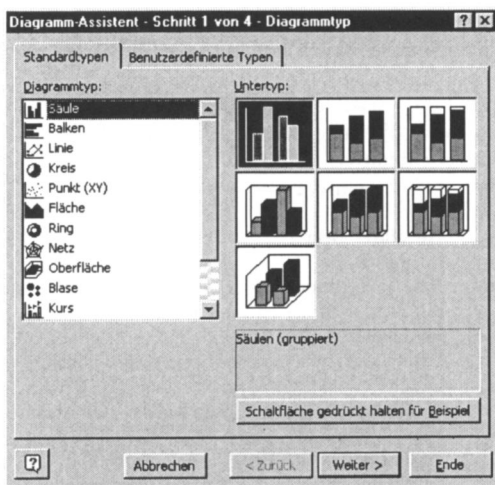 Diagramm-Assistent - Schritt 1 von 4 - Diagrammtyp
Standardtypen
Benutzerdefinierte Typen
Diagrammtyp:
Säule
Balken
Linie
Kreis
Punkt (XY)
Fläche
Ring
Netz
Oberfläche
Blase
Kurs
Untertyp:
Säulen (gruppiert)
Schaltfläche gedrückt halten für Beispiel
Abbrechen
< Zurück
Weiter >
Ende